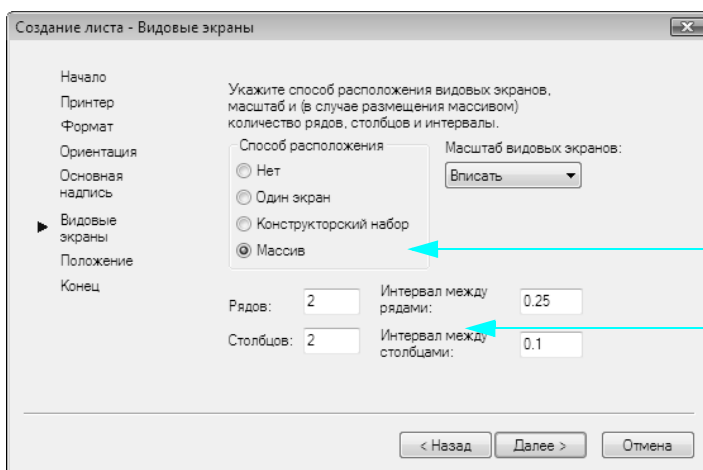 Создание листа - Видовые экраны
Начало
Принтер
Формат
Ориентация
Основная
надпись
Видовые
экраны
Положение
Конец
Укажите способ расположения видовых экранов,
масштаб и (в случае размещения массивом)
количество рядов, столбцов и интервалы.
Способ расположения
Нет
Один экран
Конструкторский набор
Массив
Масштаб видовых экранов:
Вписать
Рядов: 2
Интервал между
рядами: 0.25
Столбцов: 2
Интервал между
столбцами: 0.1
< Назад Далее > Отмена